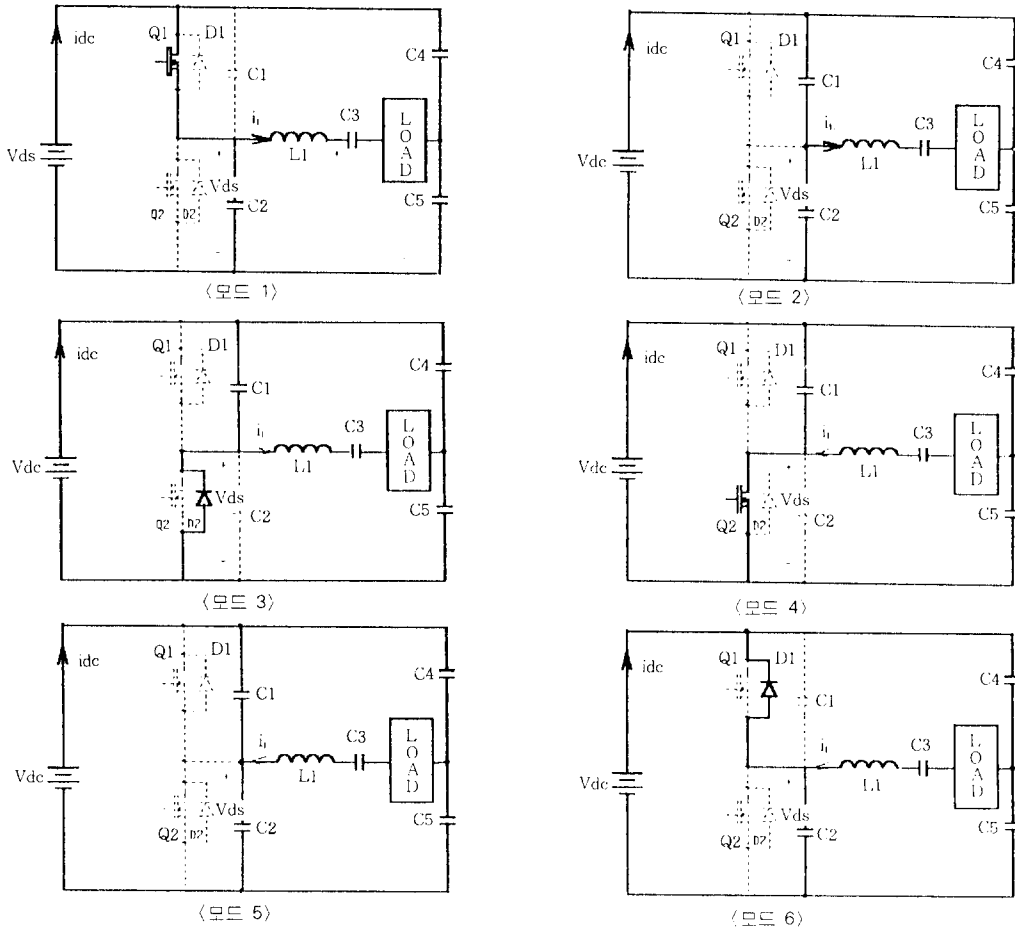 idc
Q1
D1
C4
C1
C3
i₁
LOAD
Vds
L1
Vds
C5
C2
Q2
D2
〈모드 1〉
idc
Q1
D1
C4
C1
C3
i₁
LOAD
Vdc
L1
Vds
C5
C2
Q2
D2
〈모드 2〉
idc
Q1
D1
C4
C1
C3
i₁
LOAD
Vdc
L1
Vds
C5
C2
Q2
D2
〈모드 3〉
idc
Q1
D1
C4
C1
C3
i₁
LOAD
Vdc
L1
Vds
C5
C2
Q2
D2
〈모드 4〉
idc
Q1
D1
C4
C1
C3
i₁
LOAD
Vdc
L1
Vds
C5
C2
Q2
D2
〈모드 5〉
idc
Q1
D1
C4
C1
C3
i₁
LOAD
Vdc
L1
Vds
C5
C2
Q2
D2
〈모드 6〉